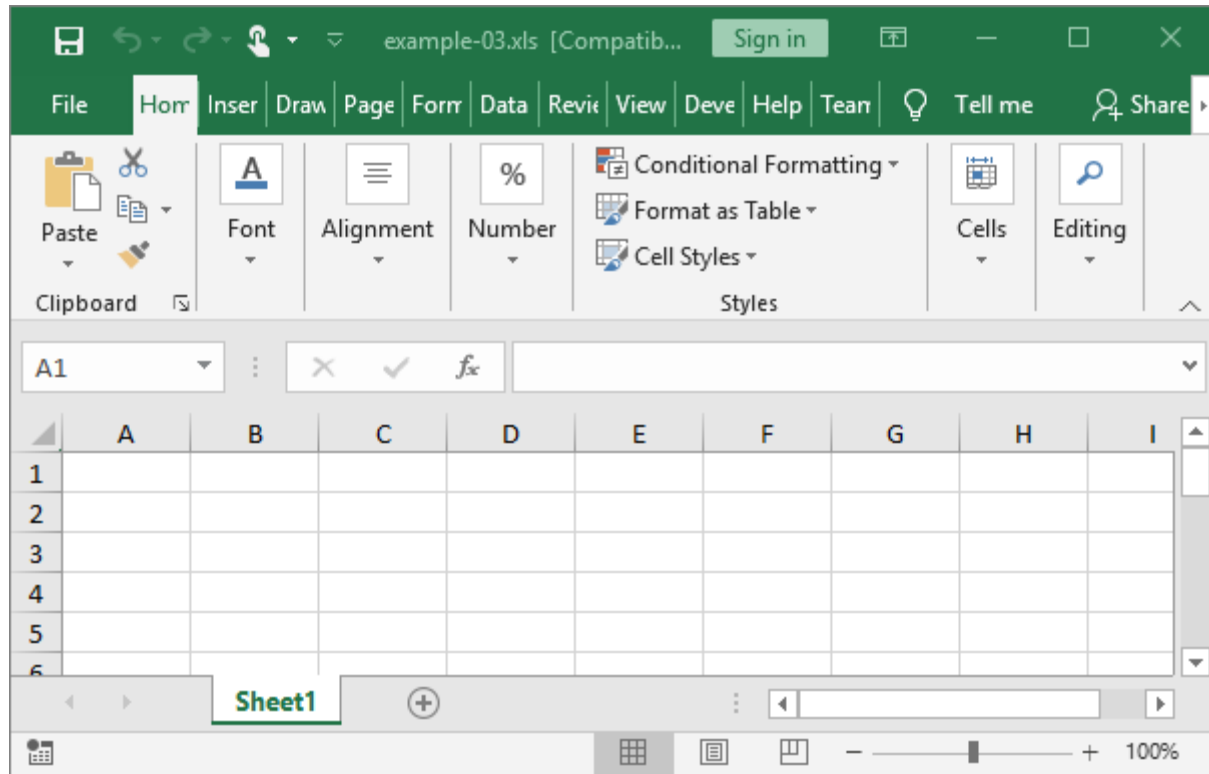 example-03.xls [Compatib... Sign in
File Hom Inser Draw Page Form Data Revie View Deve Help Team Tell me Share
Paste Font Alignment Number Conditional Formatting Format as Table Cell Styles Cells Editing
Clipboard Styles
A1 fx
A B C D E F G H I
1
2
3
4
5
6
Sheet1
100%